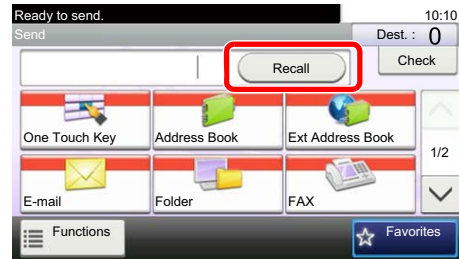 Ready to send.
10:10
Send
Dest. : 0
Recall
Check
One Touch Key
Address Book
Ext Address Book
1/2
E-mail
Folder
FAX
Functions
Favorites